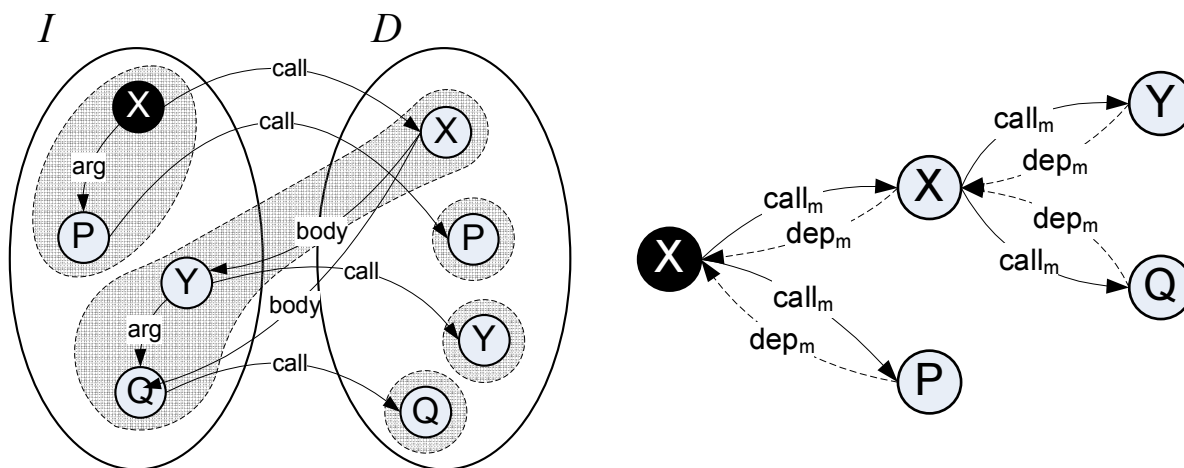 I
D
X
call
X
call
arg
P
body
P
Y
call
arg
body
Y
Q
call
Q
Y
call_m
dep_m
X
call_m
dep_m
dep_m
X
call_m
Q
call_m
dep_m
P